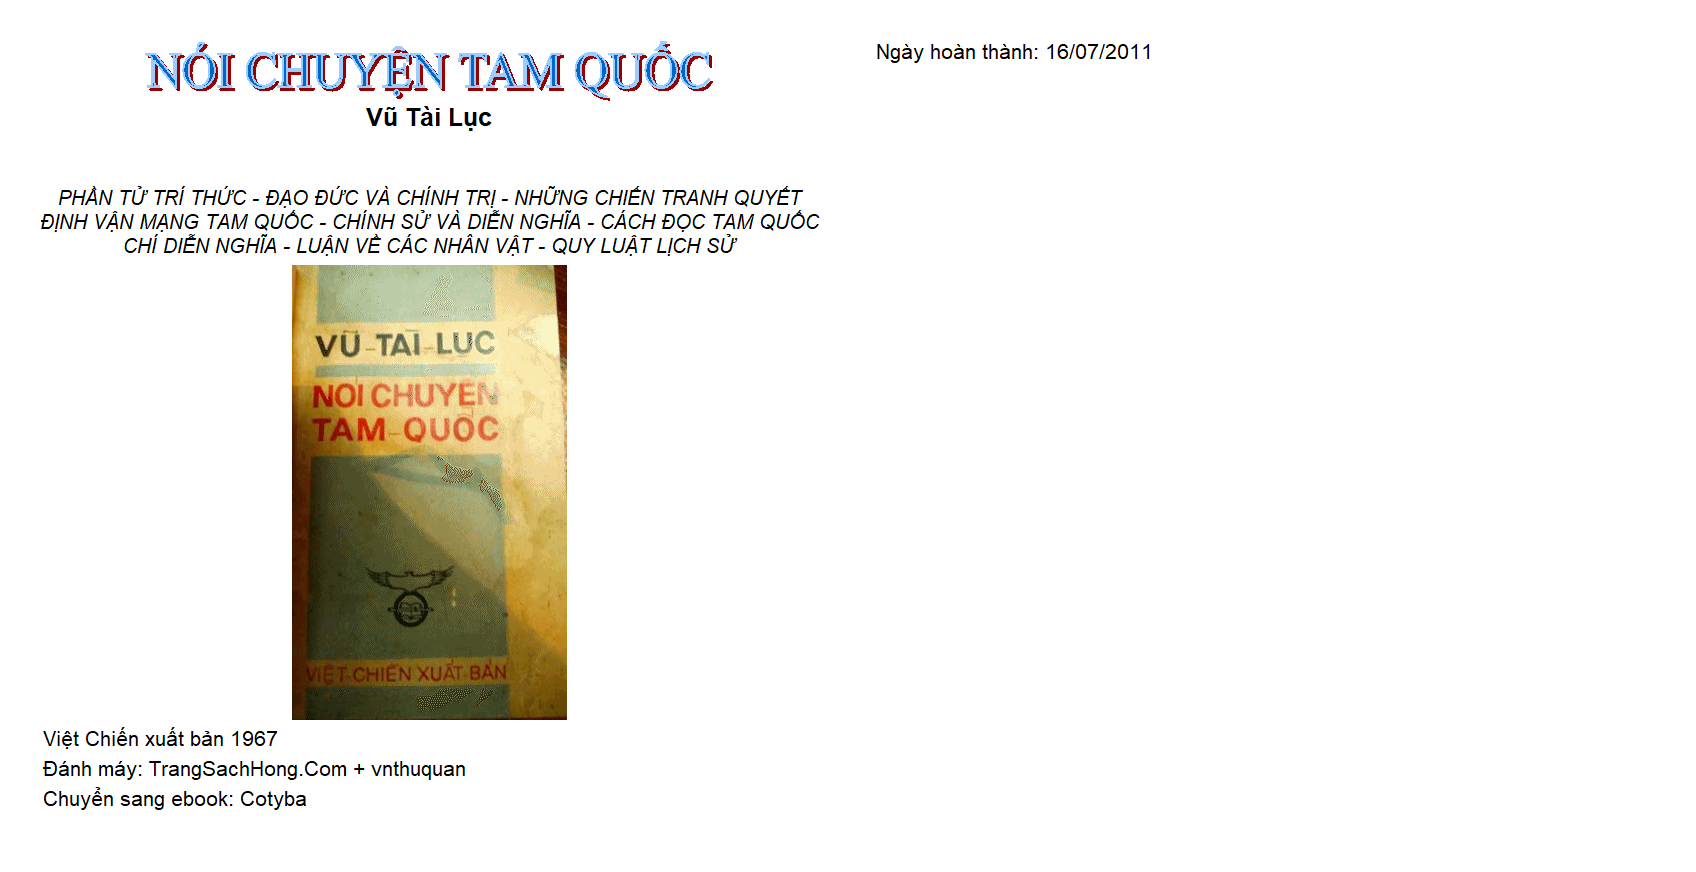 NÓI CHUYỆN TAM QUỐC
Vũ Tài Lục
PHẦN TỬ TRÍ THỨC - ĐẠO ĐỨC VÀ CHÍNH TRỊ - NHỮNG CHIẾN TRANH QUYẾT
ĐỊNH VẬN MẠNG TAM QUỐC - CHÍNH SỬ VÀ DIỄN NGHĨA - CÁCH ĐỌC TAM QUỐC
CHÍ DIỄN NGHĨA - LUẬN VỀ CÁC NHÂN VẬT - QUY LUẬT LỊCH SỬ
VŨ-TÀI-LỤC
NÓI CHUYỆN
TAM-QUỐC
VIỆT-CHIẾN XUẤT-BẢN
Việt Chiến xuất bản 1967
Đánh máy: TrangSachHong.Com + vnthuquan
Chuyển sang ebook: Cotyba
Ngày hoàn thành: 16/07/2011